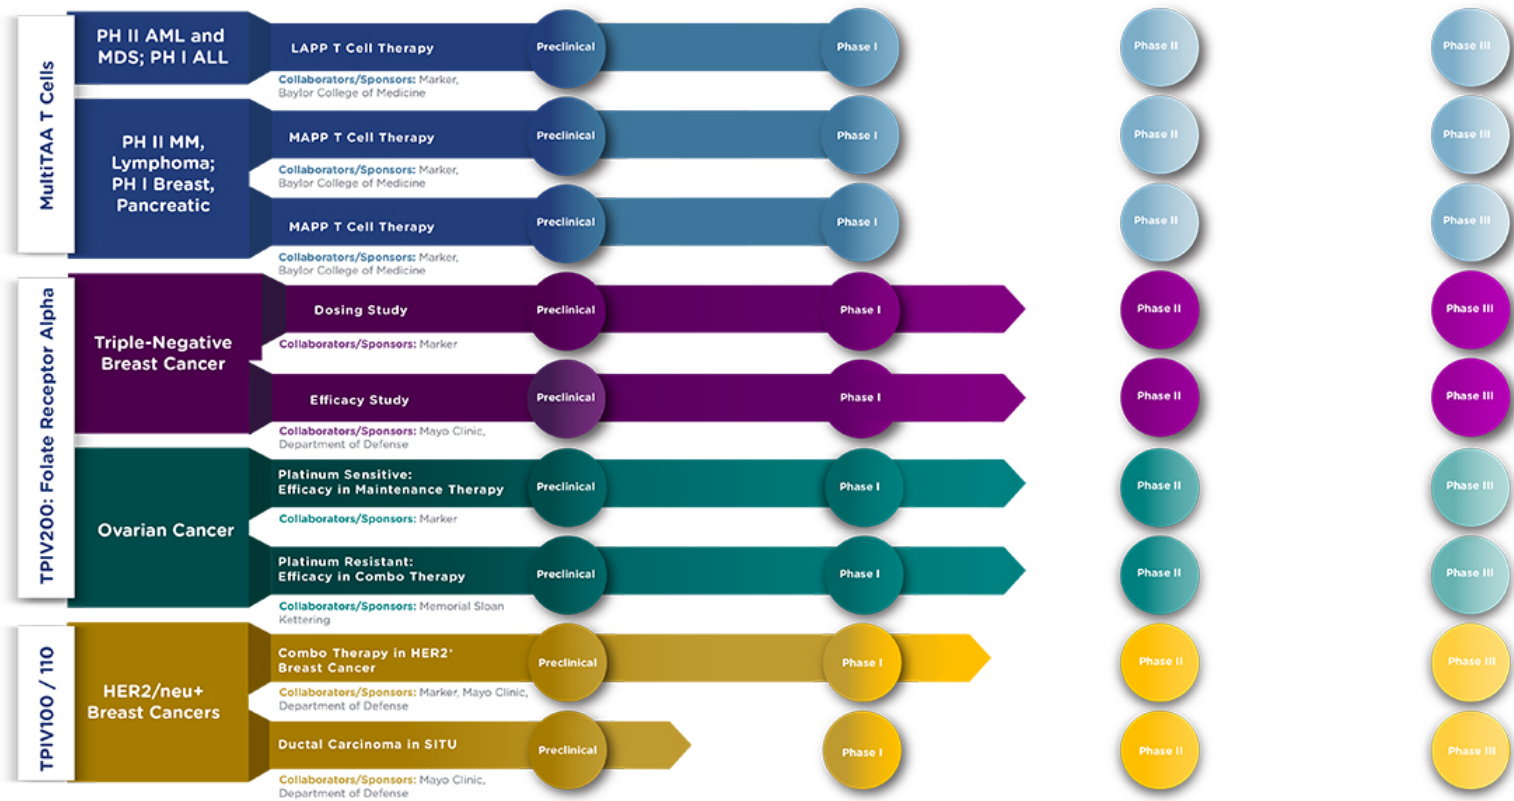 MultiTAA T Cells
PH II AML and
MDS; PH I ALL
LAPP T Cell Therapy
Preclinical
Phase I
Phase II
Phase III
Collaborators/Sponsors: Marker,
Baylor College of Medicine
PH II MM,
Lymphoma;
PH I Breast,
Pancreatic
MAPP T Cell Therapy
Preclinical
Phase I
Phase II
Phase III
Collaborators/Sponsors: Marker,
Baylor College of Medicine
MAPP T Cell Therapy
Preclinical
Phase I
Phase II
Phase III
Collaborators/Sponsors: Marker,
Baylor College of Medicine
TPIV200: Folate Receptor Alpha
Triple-Negative
Breast Cancer
Dosing Study
Preclinical
Phase I
Phase II
Phase III
Collaborators/Sponsors: Marker
Efficacy Study
Preclinical
Phase I
Phase II
Phase III
Collaborators/Sponsors: Mayo Clinic,
Department of Defense
Ovarian Cancer
Platinum Sensitive:
Efficacy in Maintenance Therapy
Preclinical
Phase I
Phase II
Phase III
Collaborators/Sponsors: Marker
Platinum Resistant:
Efficacy in Combo Therapy
Preclinical
Phase I
Phase II
Phase III
Collaborators/Sponsors: Memorial Sloan
Kettering
TPIV100 / 110
HER2/neu+
Breast Cancers
Combo Therapy in HER2+
Breast Cancer
Preclinical
Phase I
Phase II
Phase III
Collaborators/Sponsors: Marker, Mayo Clinic,
Department of Defense
Ductal Carcinoma in SITU
Preclinical
Phase I
Phase II
Phase III
Collaborators/Sponsors: Mayo Clinic,
Department of Defense